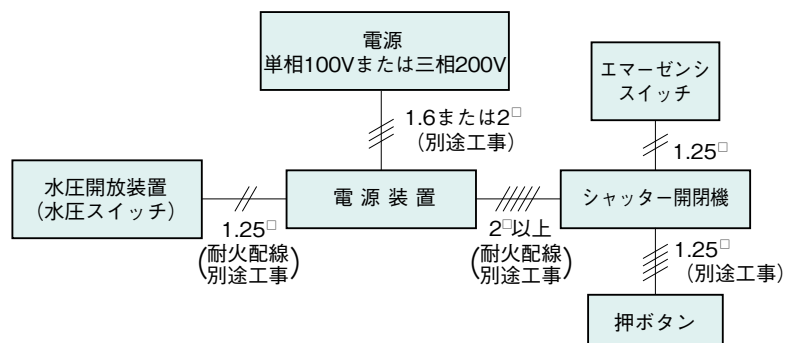 電源
単相100Vまたは三相200V
エマーゼンシ
スイッチ
1.6または2□
（別途工事）
1.25□
水圧開放装置
（水圧スイッチ）
電源装置
シャッター開閉機
1.25□
（耐火配線
別途工事）
2□以上
（耐火配線
別途工事）
1.25□
（別途工事）
押ボタン